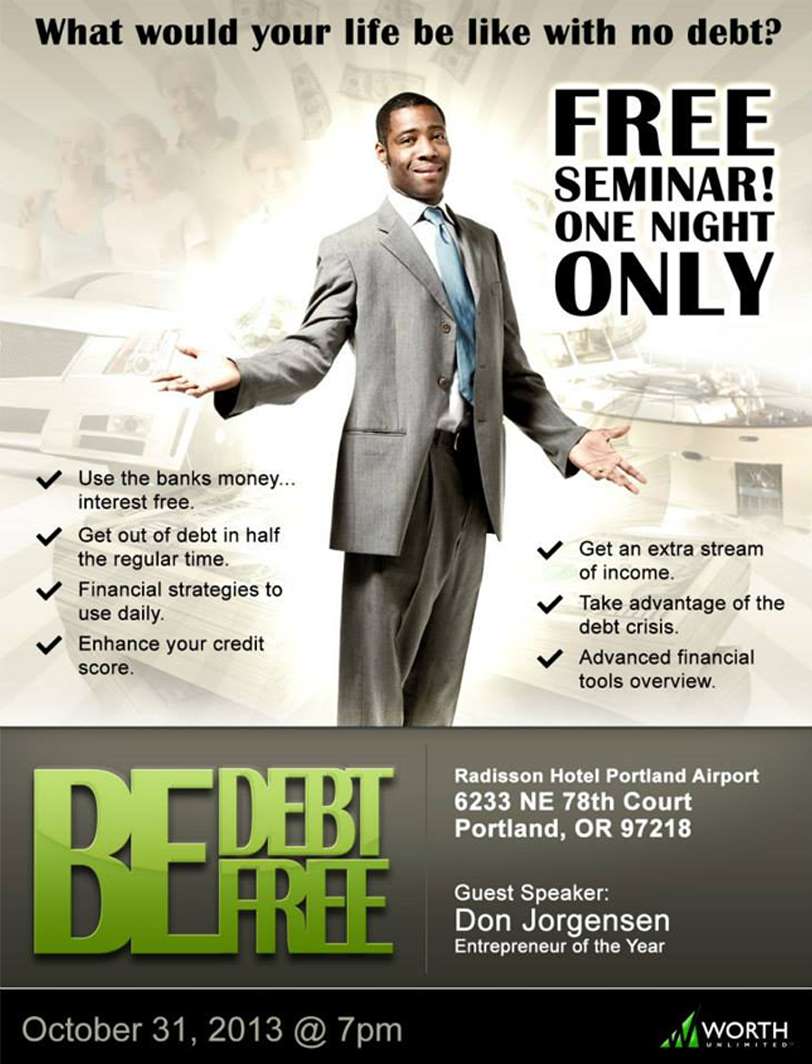 What would your life be like with no debt?
FREE
SEMINAR!
ONE NIGHT
ONLY
Use the banks money...
interest free.
Get out of debt in half
the regular time.
Financial strategies to
use daily.
Enhance your credit
score.
Get an extra stream
of income.
Take advantage of the
debt crisis.
Advanced financial
tools overview.
BE DEBT
FREE
Radisson Hotel Portland Airport
6233 NE 78th Court
Portland, OR 97218
Guest Speaker:
Don Jorgensen
Entrepreneur of the Year
October 31, 2013 @ 7pm
WORTH
UNLIMITED